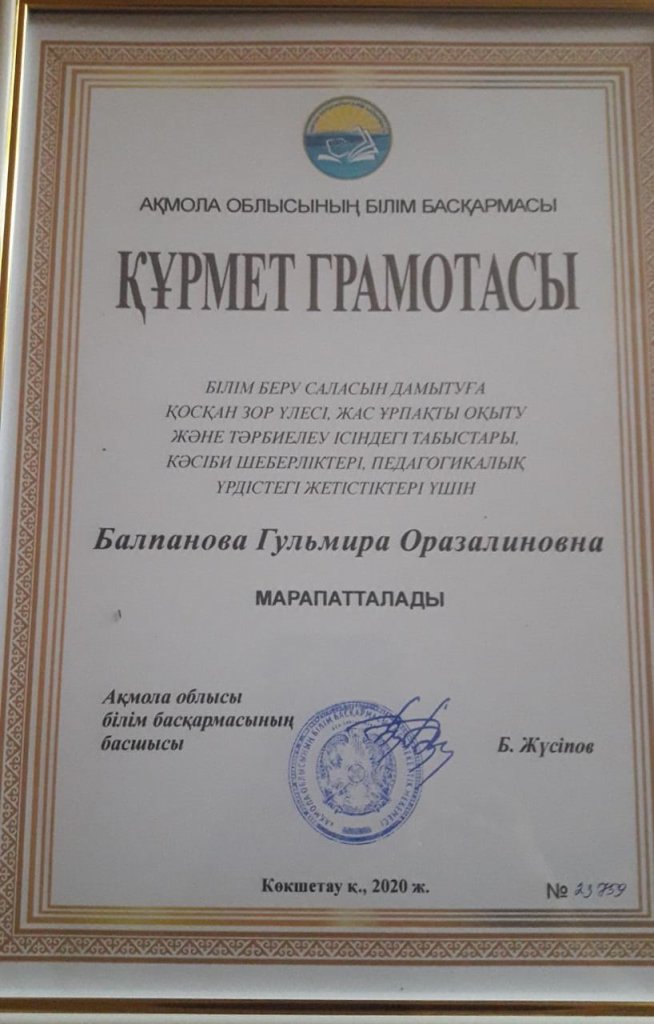 АҚМОЛА ОБЛЫСЫНЫҢ БІЛІМ БАСҚАРМАСЫ
ҚҰРМЕТ ГРАМОТАСЫ
БІЛІМ БЕРУ САЛАСЫН ДАМЫТУҒА
ҚОСҚАН ЗОР ҮЛЕСІ, ЖАС ҰРПАҚТЫ ОҚЫТУ
ЖӘНЕ ТӘРБИЕЛЕУ ІСІНДЕГІ ТАБЫСТАРЫ,
КӘСІБИ ШЕБЕРЛІКТЕРІ, ПЕДАГОГИКАЛЫҚ
ҮРДІСТЕГІ ЖЕТІСТІКТЕРІ ҮШІН
Балпанова Гульмира Оразалиновна
МАРАПАТТАЛАДЫ
Ақмола облысы
білім басқармасының
басшысы
Б. Жүсіпов
Көкшетау қ., 2020 ж.
№ 23759